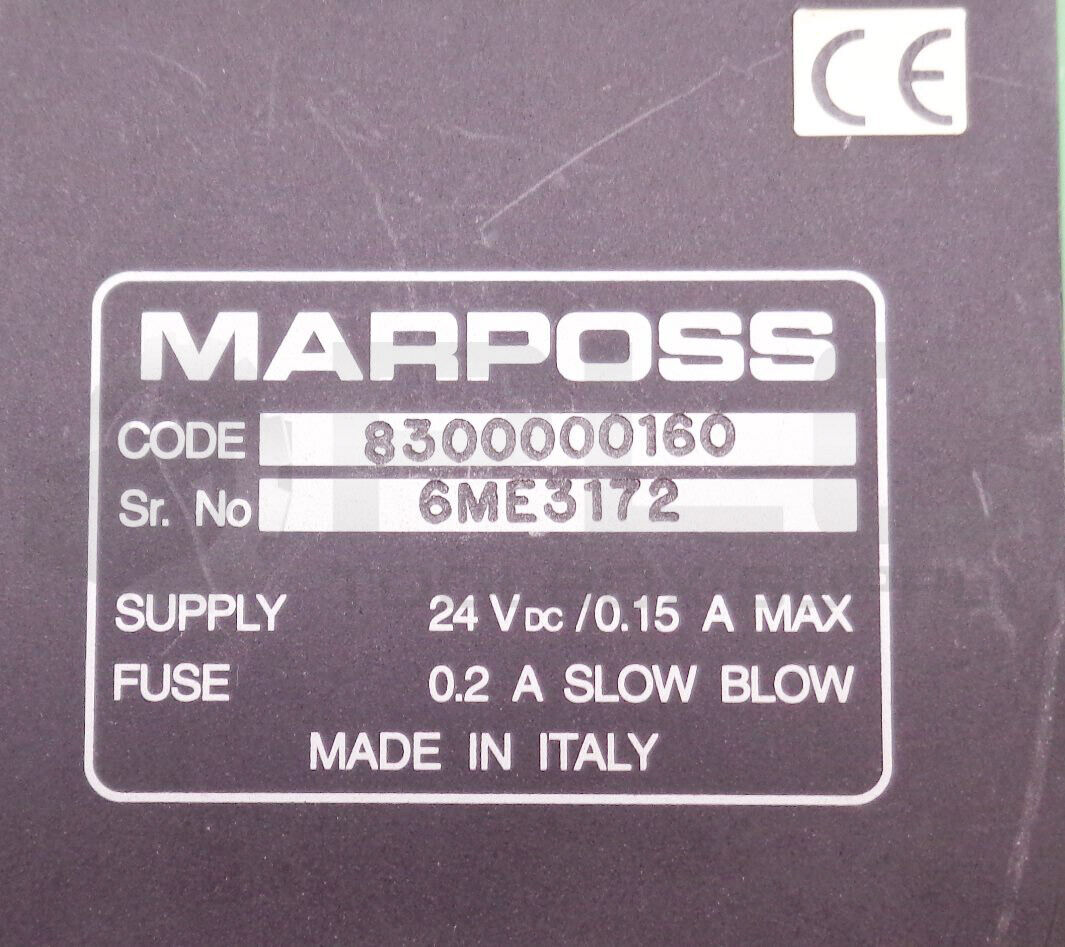 CE
MARPOSS
CODE 8300000160
Sr. No 6ME3172
SUPPLY 24 VDC /0.15 A MAX
FUSE 0.2 A SLOW BLOW
MADE IN ITALY